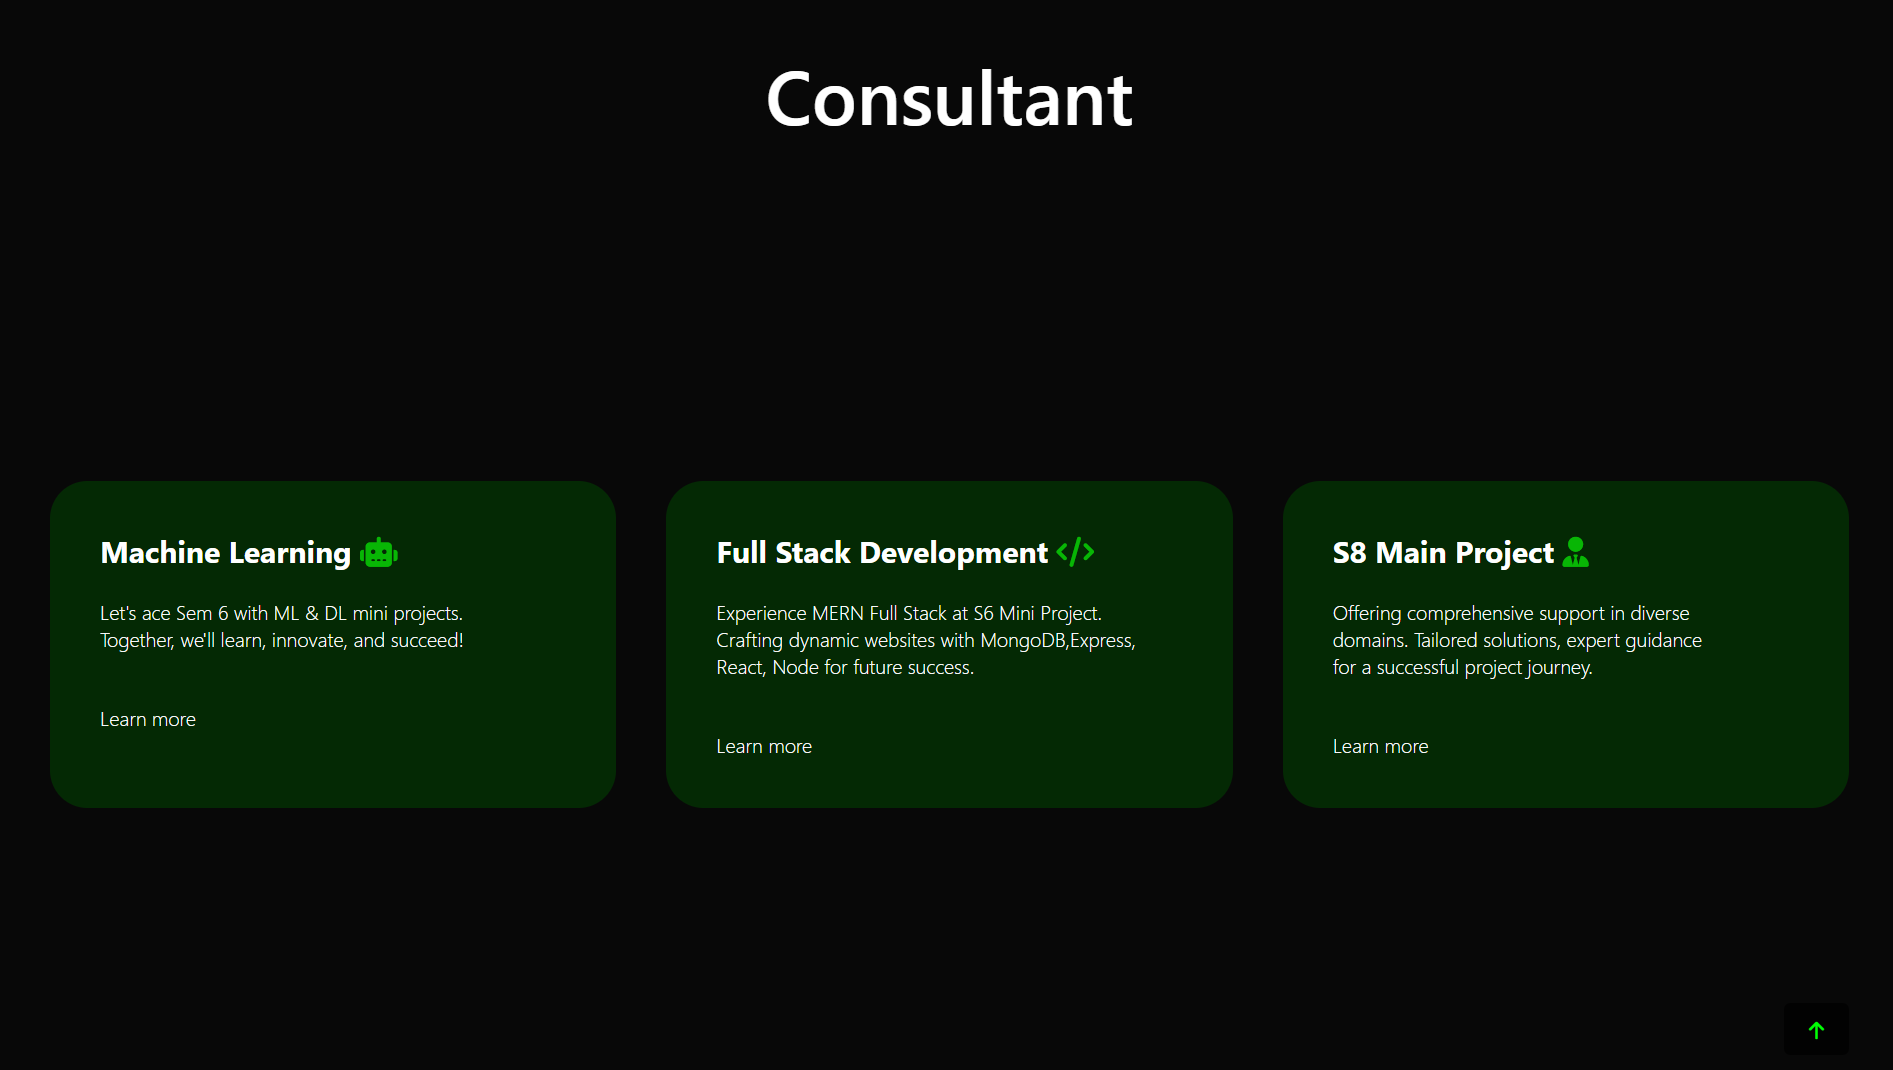 Consultant
Machine Learning
Let's ace Sem 6 with ML & DL mini projects.
Together, we'll learn, innovate, and succeed!
Learn more
Full Stack Development
Experience MERN Full Stack at S6 Mini Project.
Crafting dynamic websites with MongoDB,Express,
React, Node for future success.
Learn more
S8 Main Project
Offering comprehensive support in diverse
domains. Tailored solutions, expert guidance
for a successful project journey.
Learn more